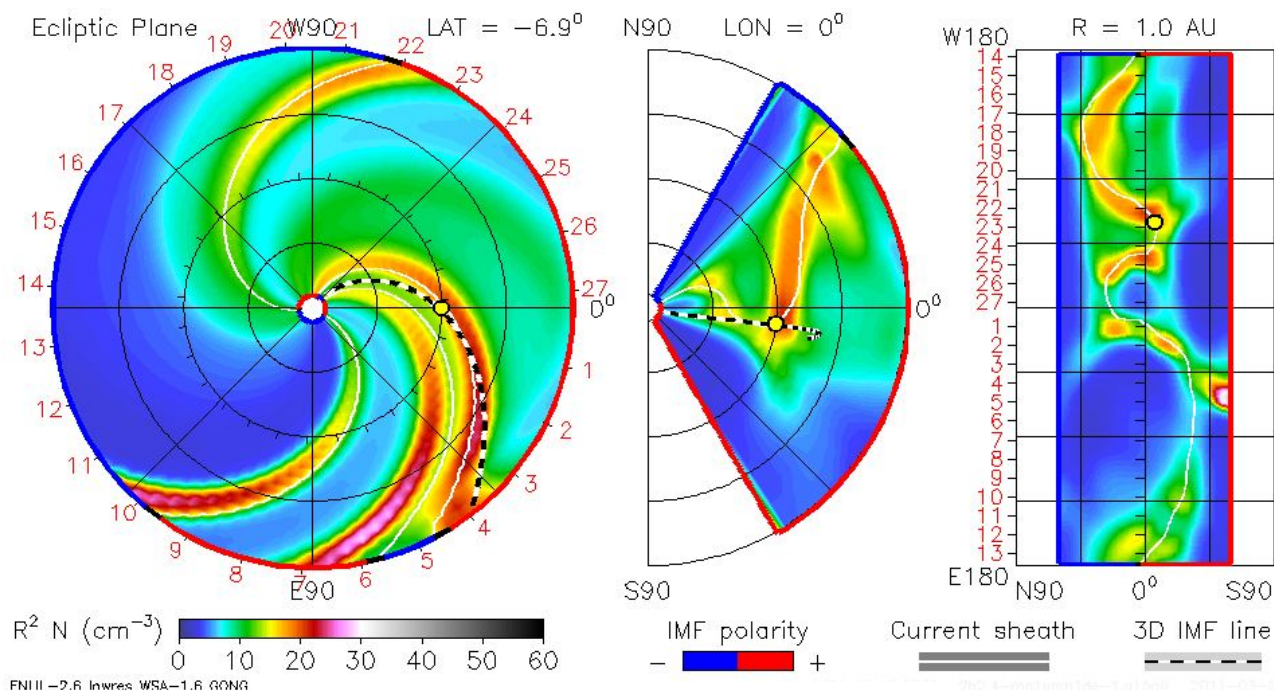 Ecliptic Plane W90 LAT = −6.9⁰
N90 LON = 0⁰
R = 1.0 AU
W180
19 20 21 22
18 23
17 24
16 25
15 26
14 27 0⁰
13 1
12 2
11 3
10 4
9 8 7 6 5
E90
0⁰
S90
14
15
16
17
18
19
20
21
22
23
24
25
26
27
1
2
3
4
5
6
7
8
9
10
11
12
13
E180
N90 0⁰ S90
R² N (cm⁻³)
0 10 20 30 40 50 60
IMF polarity
− +
Current sheath
3D IMF line
ENLIL-2.6 lowres WSA-1.6 GONG